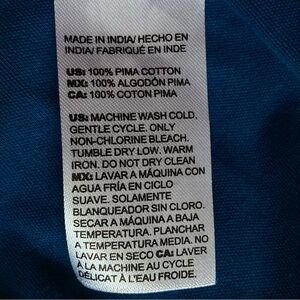 MADE IN INDIA/ HECHO EN
INDIA/ FABRIQUÉ EN INDE
US: 100% PIMA COTTON
MX: 100% ALGODÓN PIMA
CA: 100% COTON PIMA
US: MACHINE WASH COLD,
GENTLE CYCLE. ONLY
NON-CHLORINE BLEACH.
TUMBLE DRY LOW. WARM
IRON. DO NOT DRY CLEAN
MX: LAVAR A MÁQUINA CON
AGUA FRÍA EN CICLO
SUAVE. SOLAMENTE
BLANQUEADOR SIN CLORO.
SECAR A MÁQUINA A BAJA
TEMPERATURA. PLANCHAR
A TEMPERATURA MEDIA. NO
LAVAR EN SECO CA: LAVER
À LA MACHINE AU CYCLE
DÉLICAT À L'EAU FROIDE.